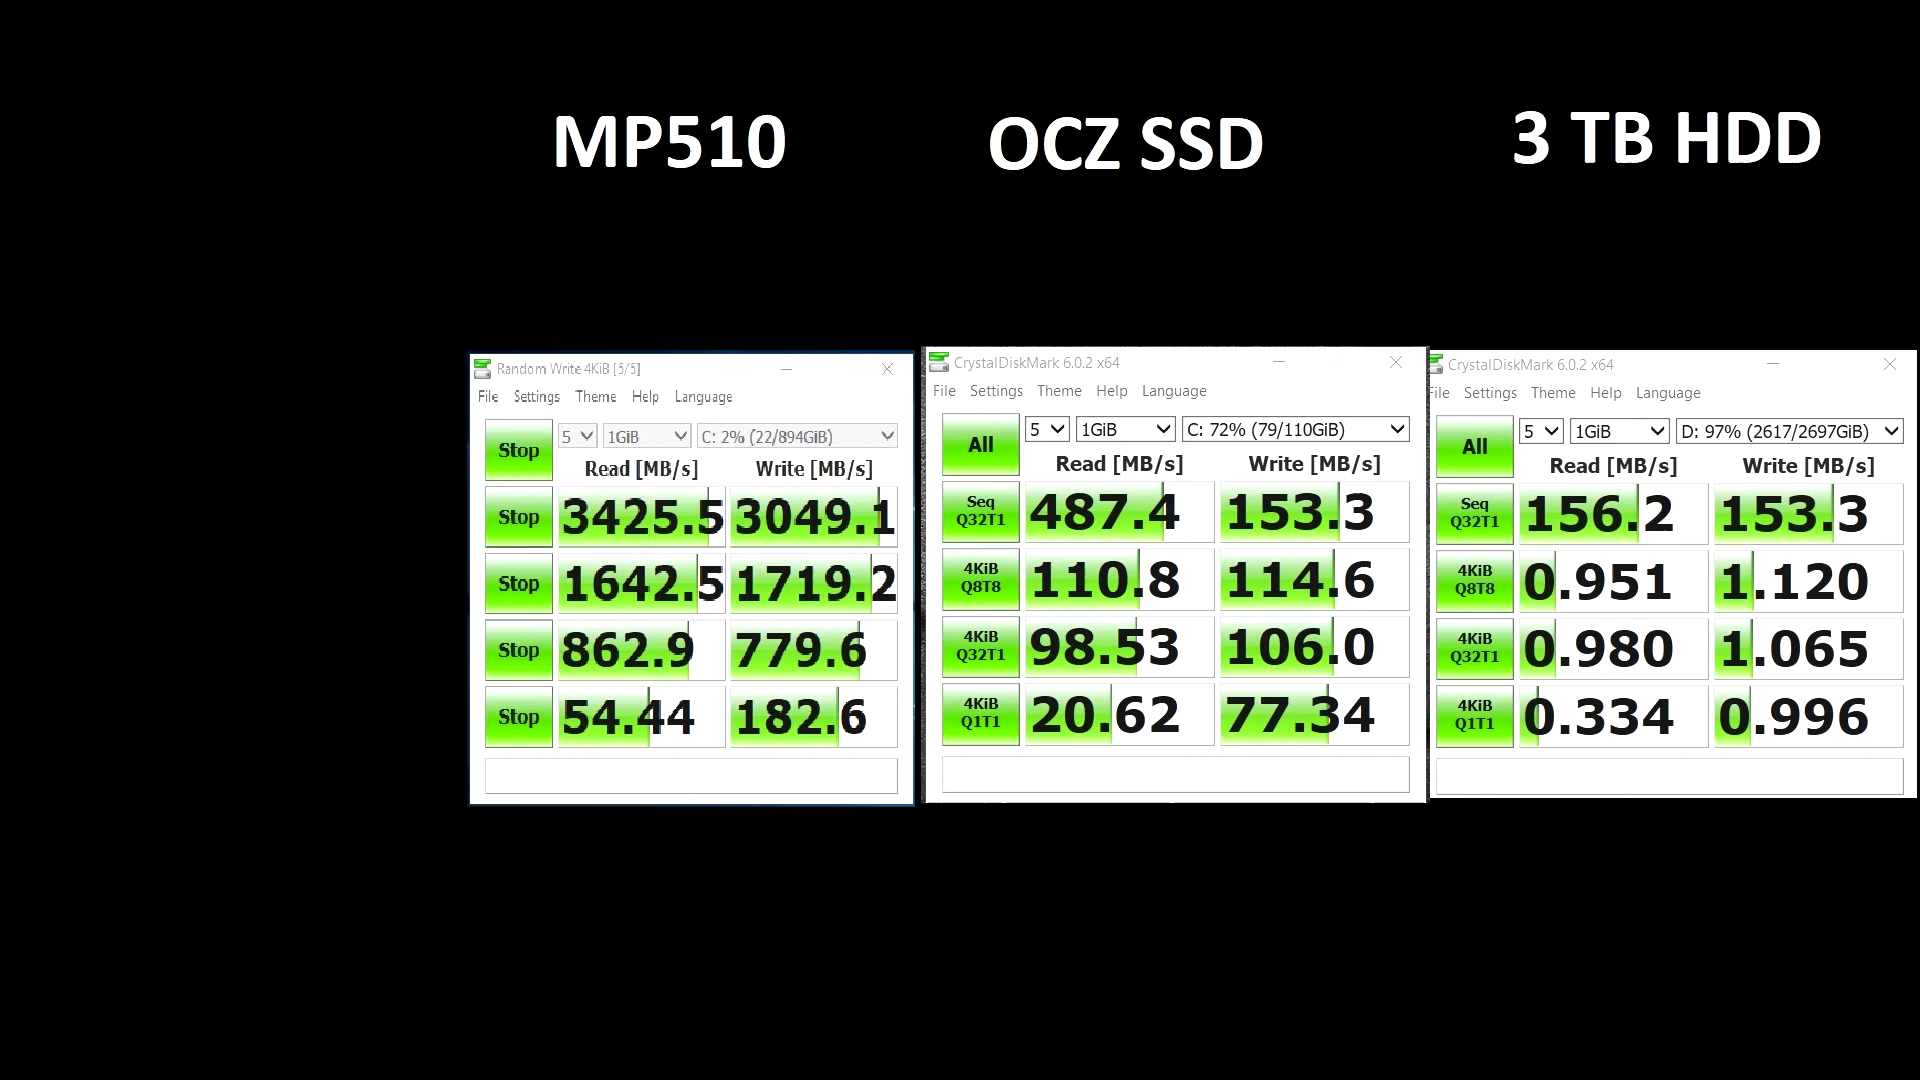 MP510
OCZ SSD
3 TB HDD
Random Write 4KiB [5/5]
File Settings Theme Help Language
Stop
5
1GiB
C: 2% (22/894GiB)
Read [MB/s] Write [MB/s]
Stop 3425.5 3049.1
Stop 1642.5 1719.2
Stop 862.9 779.6
Stop 54.44 182.6
CrystalDiskMark 6.0.2 x64
File Settings Theme Help Language
All
5
1GiB
C: 72% (79/110GiB)
Read [MB/s] Write [MB/s]
Seq
Q32T1
487.4 153.3
4KiB
Q8T8
110.8 114.6
4KiB
Q32T1
98.53 106.0
4KiB
Q1T1
20.62 77.34
CrystalDiskMark 6.0.2 x64
File Settings Theme Help Language
All
5
1GiB
D: 97% (2617/2697GiB)
Read [MB/s] Write [MB/s]
Seq
Q32T1
156.2 153.3
4KiB
Q8T8
0.951 1.120
4KiB
Q32T1
0.980 1.065
4KiB
Q1T1
0.334 0.996